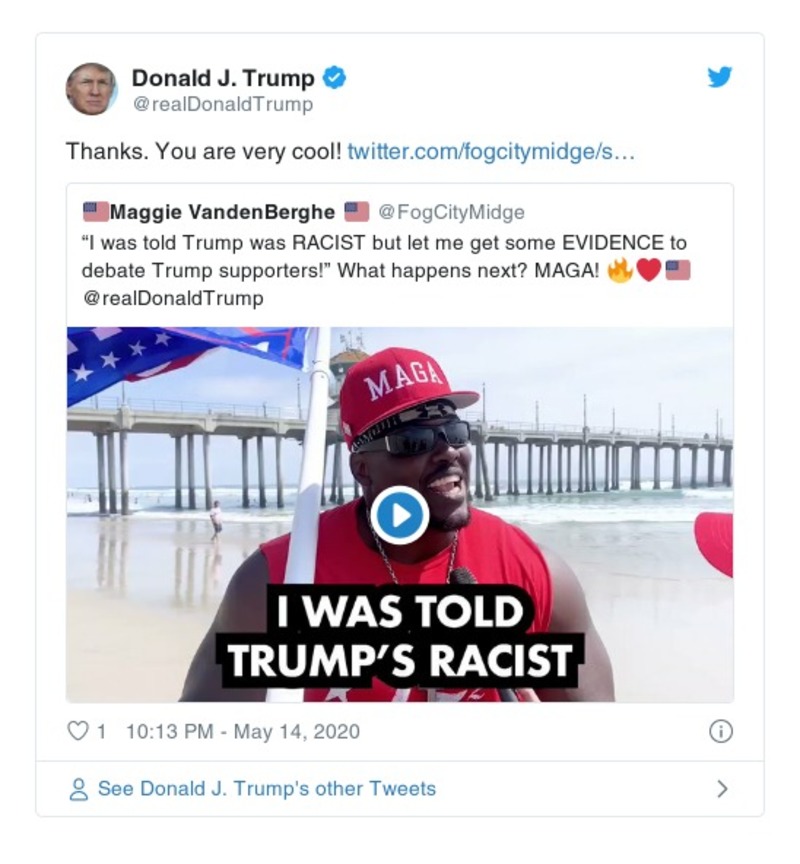 Donald J. Trump
@realDonaldTrump
Thanks. You are very cool! twitter.com/fogcitymidge/s…
🇺🇸Maggie VandenBerghe 🇺🇸 @FogCityMidge
“I was told Trump was RACIST but let me get some EVIDENCE to
debate Trump supporters!” What happens next? MAGA! 🔥❤️🇺🇸
@realDonaldTrump
MAGA
I WAS TOLD
TRUMP’S RACIST
1 10:13 PM - May 14, 2020
See Donald J. Trump's other Tweets